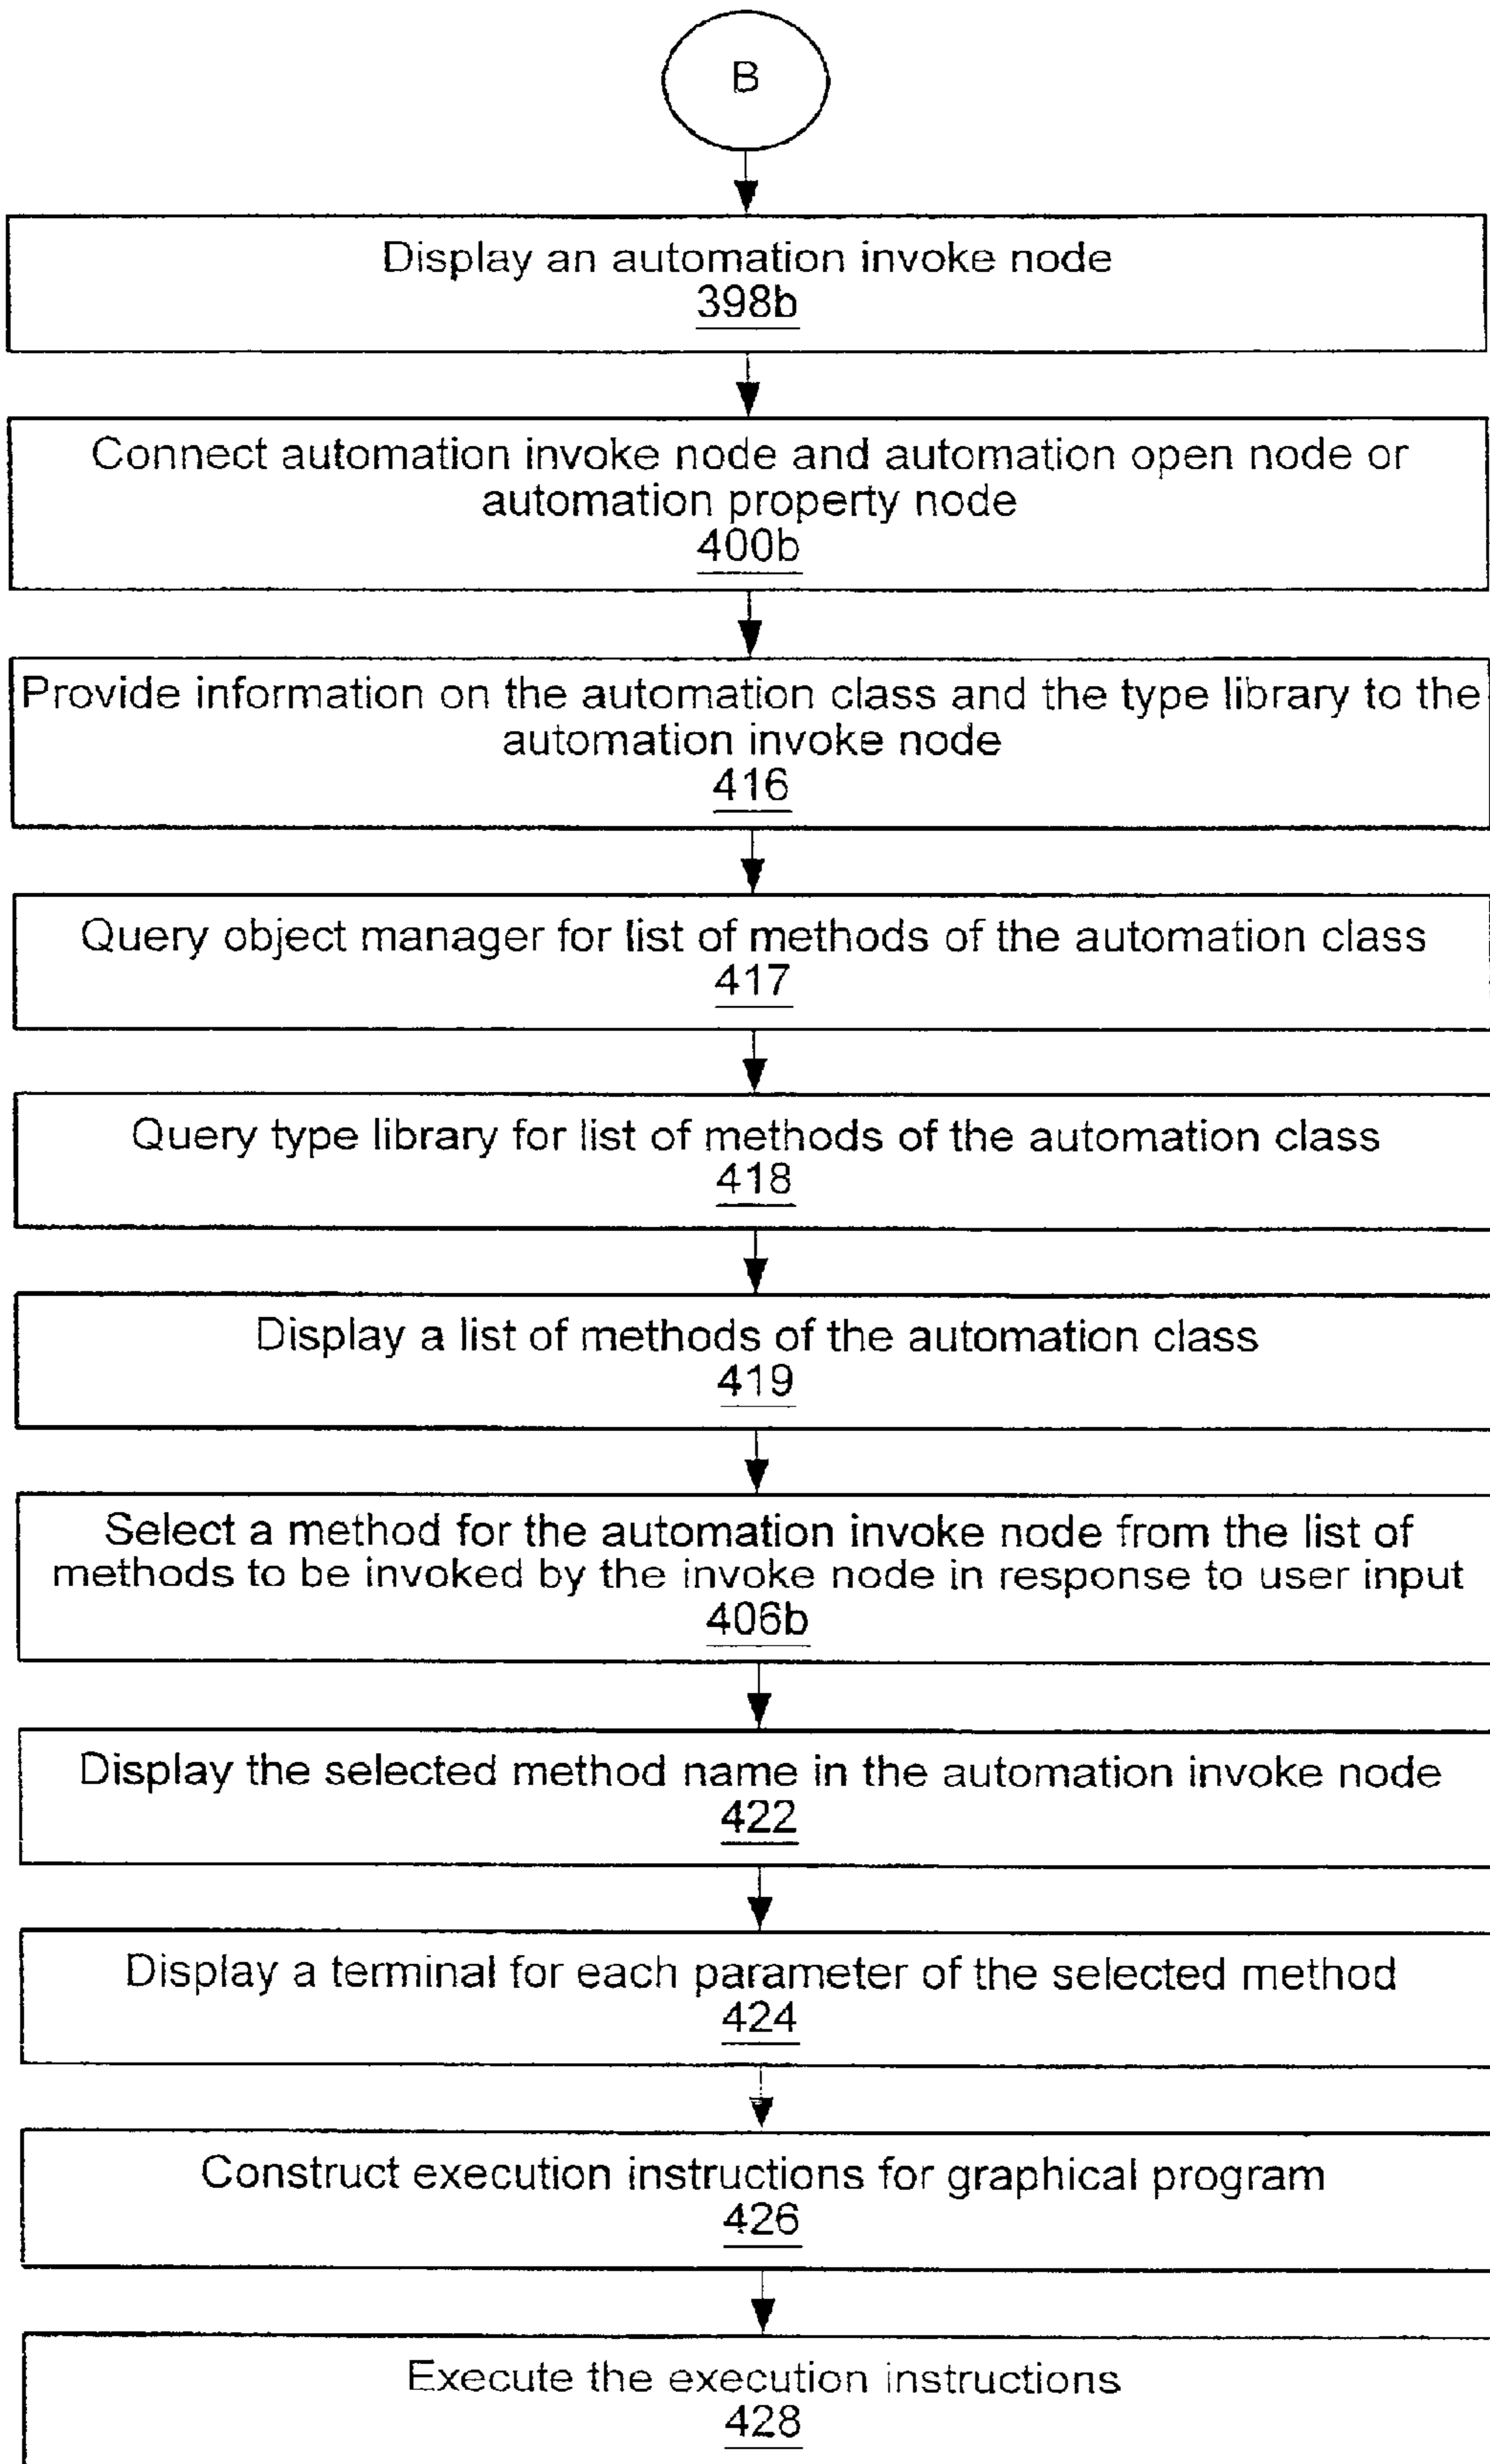 B
Display an automation invoke node
398b
Connect automation invoke node and automation open node or
automation property node
400b
Provide information on the automation class and the type library to the
automation invoke node
416
Query object manager for list of methods of the automation class
417
Query type library for list of methods of the automation class
418
Display a list of methods of the automation class
419
Select a method for the automation invoke node from the list of
methods to be invoked by the invoke node in response to user input
406b
Display the selected method name in the automation invoke node
422
Display a terminal for each parameter of the selected method
424
Construct execution instructions for graphical program
426
Execute the execution instructions
428